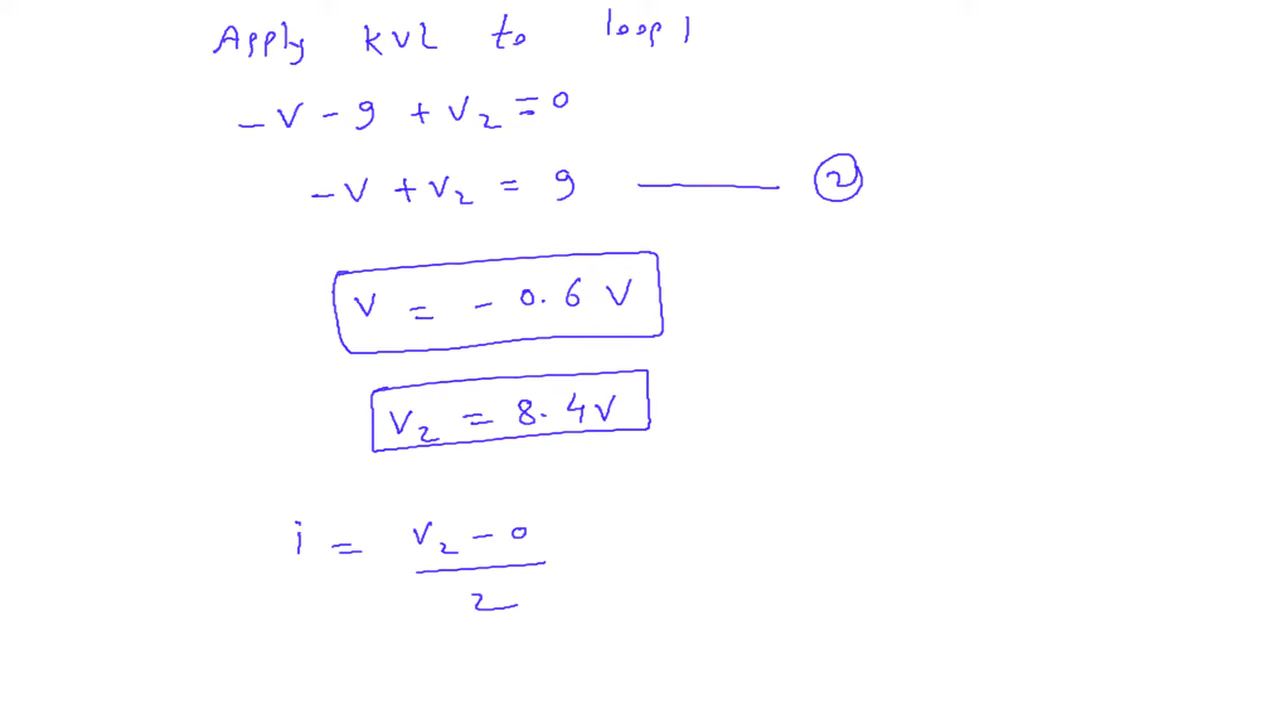 Apply KVL to loop 1
- V - 9 + V₂ = 0
- V + V₂ = 9 ——— ②
V = - 0.6 V
V₂ = 8.4V
i = (V₂ - 0) / 2